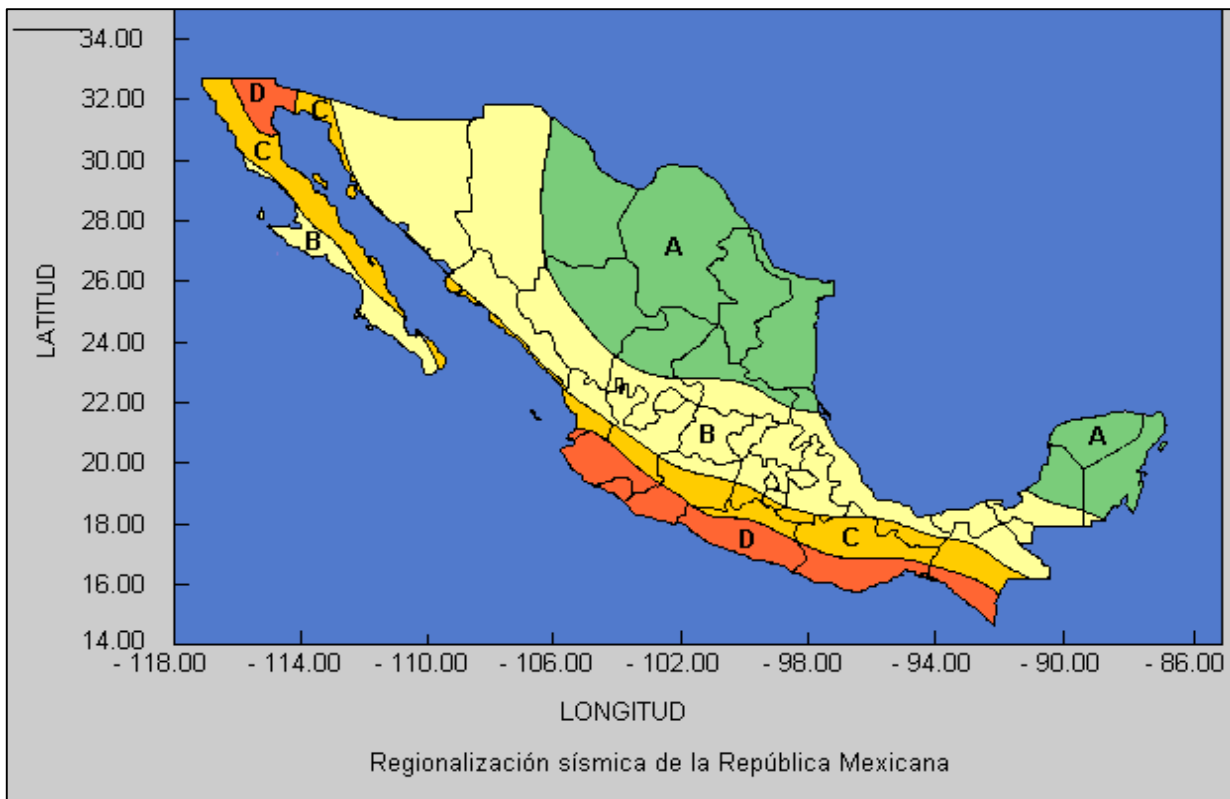 34.00
32.00
30.00
28.00
26.00
24.00
22.00
20.00
18.00
16.00
14.00
LATITUD
D
C
C
B
A
B
A
D
C
- 118.00 - 114.00 - 110.00 - 106.00 - 102.00 - 98.00 - 94.00 - 90.00 - 86.00
LONGITUD
Regionalización sísmica de la República Mexicana